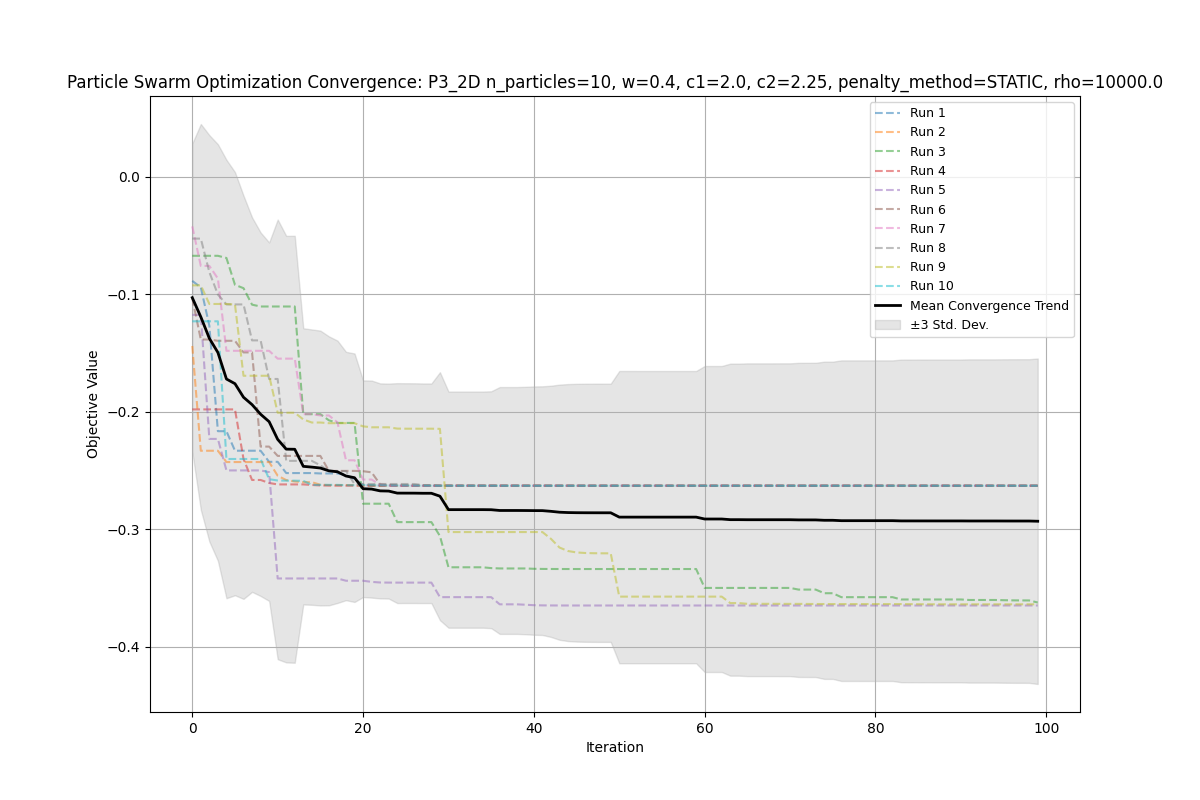 Particle Swarm Optimization Convergence: P3_2D n_particles=10, w=0.4, c1=2.0, c2=2.25, penalty_method=STATIC, rho=10000.0
Run 1
Run 2
Run 3
Run 4
Run 5
Run 6
Run 7
Run 8
Run 9
Run 10
Mean Convergence Trend
±3 Std. Dev.
Objective Value
0.0
−0.1
−0.2
−0.3
−0.4
0
20
40
60
80
100
Iteration